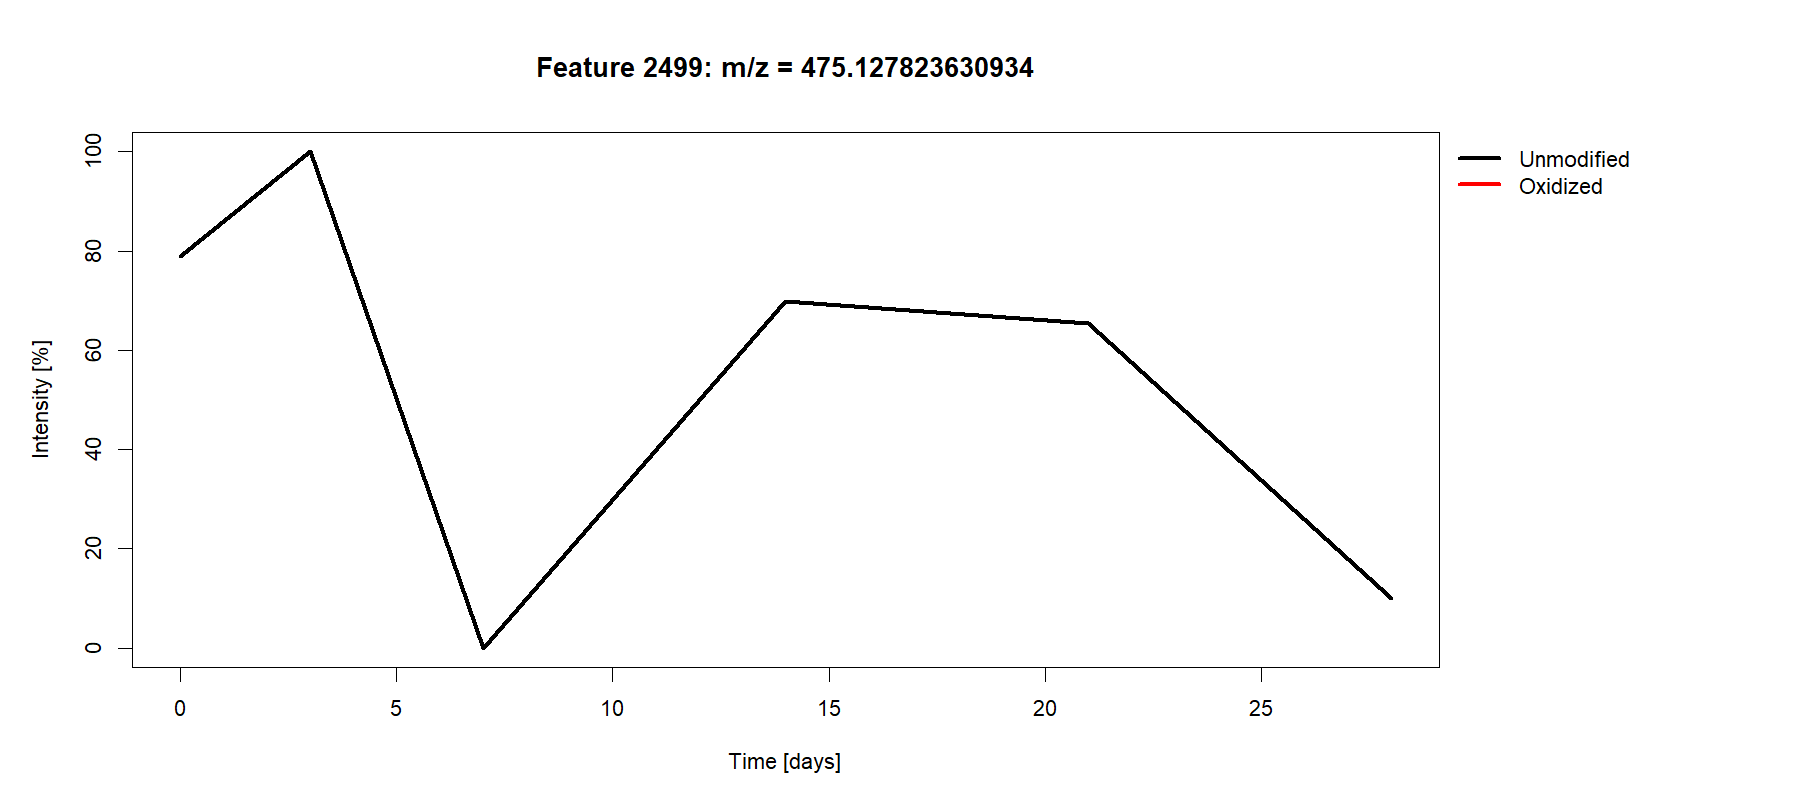 Feature 2499: m/z = 475.127823630934
Unmodified
Oxidized
Intensity [%]
100
80
60
40
20
0
0 5 10 15 20 25
Time [days]